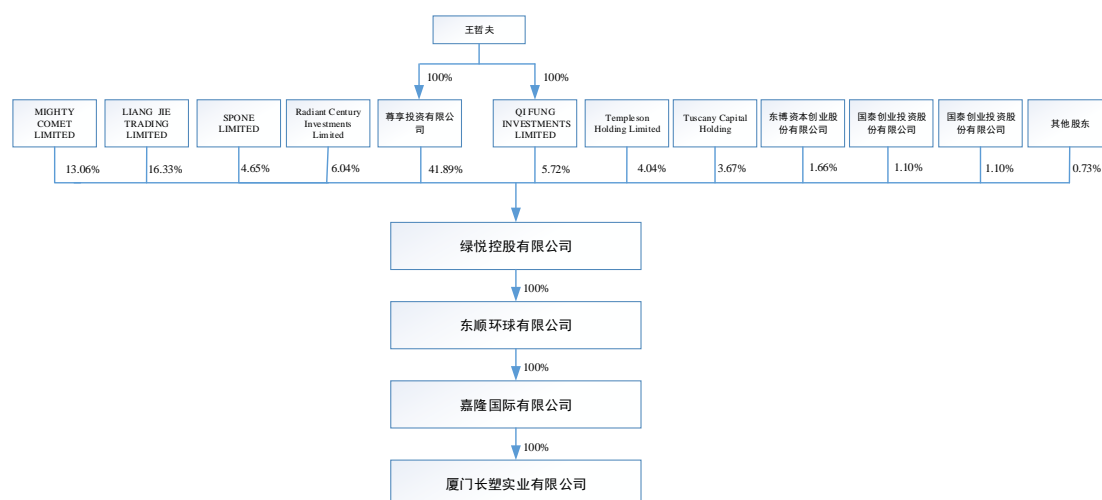 王哲夫
100%
100%
MIGHTY
COMET
LIMITED
LIANG JIE
TRADING
LIMITED
SPONE
LIMITED
Radiant Century
Investments
Limited
尊享投资有限公
司
QI FUNG
INVESTMENTS
LIMITED
Templeson
Holding Limited
Tuscany Capital
Holding
东博资本创业股
份有限公司
国泰创业投资股
份有限公司
国泰创业投资股
份有限公司
其他股东
13.06%
16.33%
4.65%
6.04%
41.89%
5.72%
4.04%
3.67%
1.66%
1.10%
1.10%
0.73%
绿悦控股有限公司
100%
东顺环球有限公司
100%
嘉隆国际有限公司
100%
厦门长塑实业有限公司